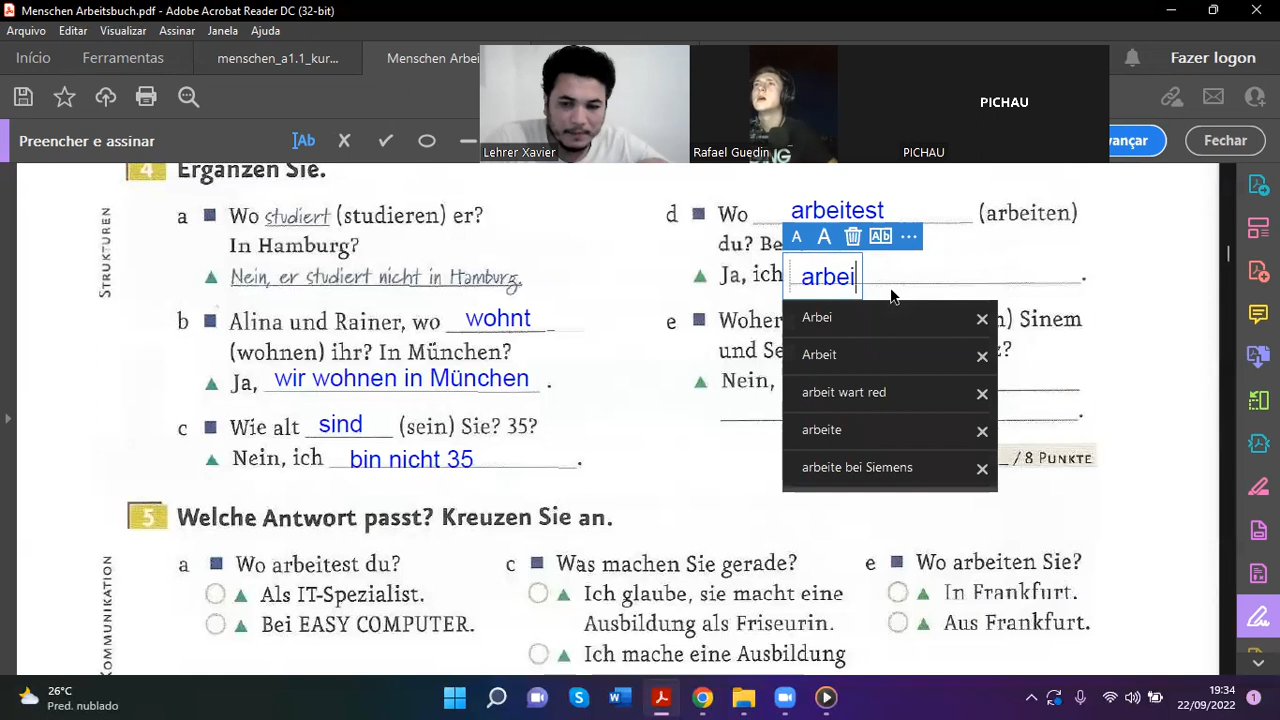 Menschen Arbeitsbuch.pdf - Adobe Acrobat Reader DC (32-bit)
Arquivo Editar Visualizar Assinar Janela Ajuda
Início Ferramentas menschen_a1.1_kur... Menschen Arbei Fazer logon
Preencher e assinar Ab vançar Fechar
Lehrer Xavier
Rafael Guedin
PICHAU
PICHAU
STRUKTUREN
4 Ergänzen Sie.
a Wo studiert (studieren) er?
In Hamburg?
Nein, er studiert nicht in Hamburg.
b Alina und Rainer, wo wohnt
(wohnen) ihr? In München?
Ja, wir wohnen in München .
c Wie alt sind (sein) Sie? 35?
Nein, ich bin nicht 35 .
d Wo arbeitest (arbeiten)
du? Be
A A Ab ...
Ja, ich arbei .
Arbei
Arbeit
arbeit wart red
arbeite
arbeite bei Siemens
e Woher n) Sinem
und Se z?
Nein,
.
/ 8 PUNKTE
KOMMUNIKATION
5 Welche Antwort passt? Kreuzen Sie an.
a Wo arbeitest du?
Als IT-Spezialist.
Bei EASY COMPUTER.
c Was machen Sie gerade?
Ich glaube, sie macht eine
Ausbildung als Friseurin.
Ich mache eine Ausbildung
e Wo arbeiten Sie?
In Frankfurt.
Aus Frankfurt.
26°C
Pred. nublado
19:34
22/09/2022
1